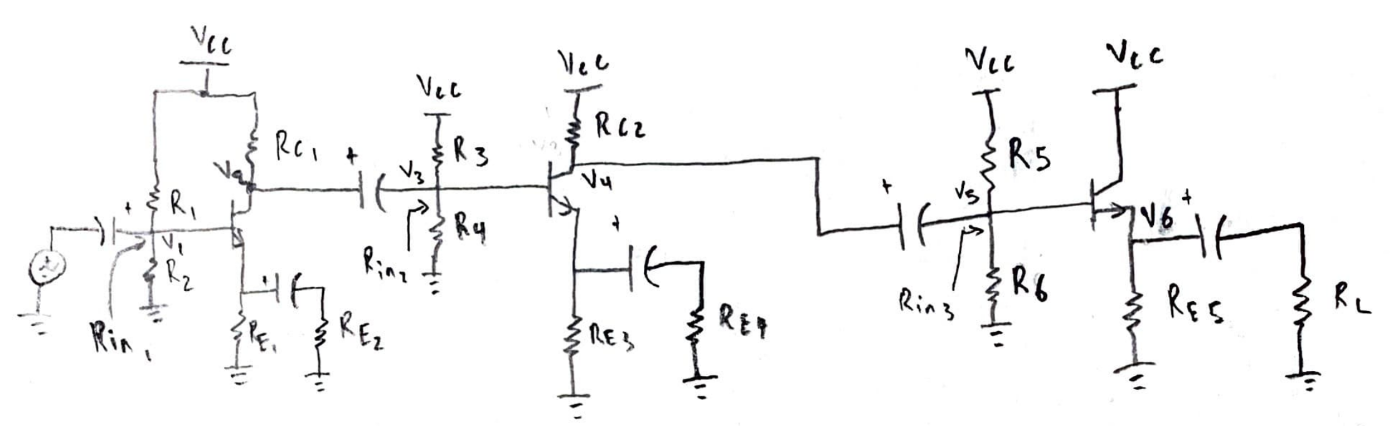 Vcc
Vcc
Vcc
Vcc
Vcc
RC1
+
R3
RC2
R5
V3
V4
V5
V6
+
+
+
+
R1
V1
R2
R4
Rin2
Rin1
RE1
RE2
RE3
RE4
Rin3
R6
RE5
RL